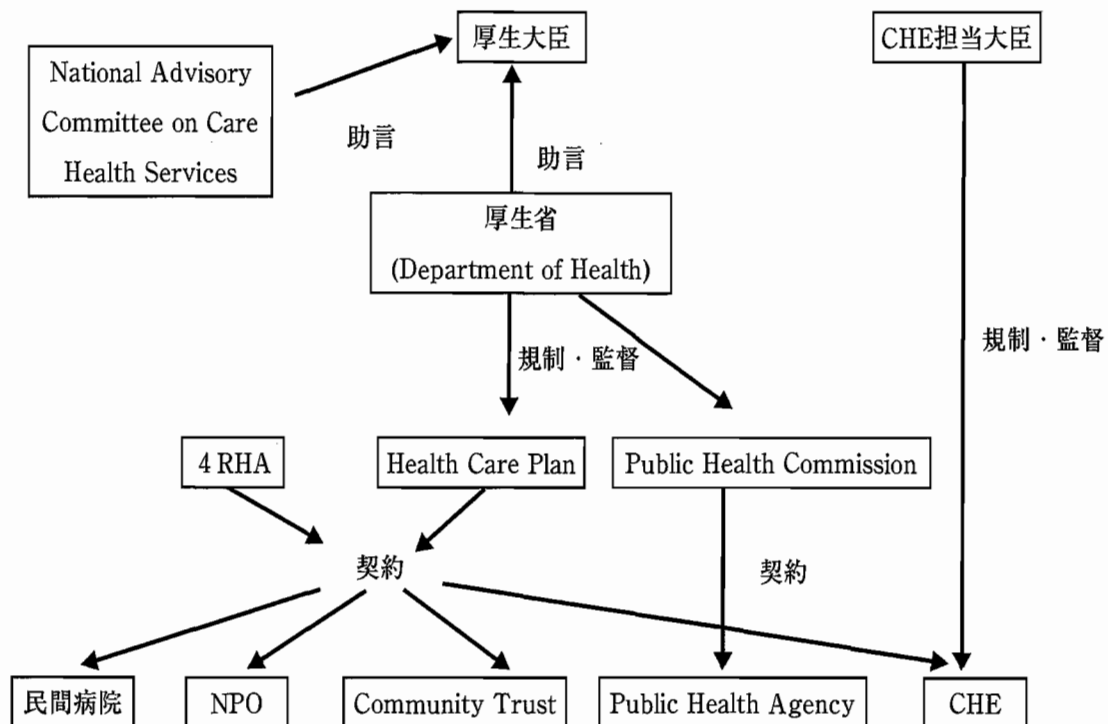 厚生大臣
CHE担当大臣
National Advisory
Committee on Care
Health Services
助言
助言
厚生省
(Department of Health)
規制・監督
規制・監督
4 RHA
Health Care Plan
Public Health Commission
契約
契約
民間病院
NPO
Community Trust
Public Health Agency
CHE